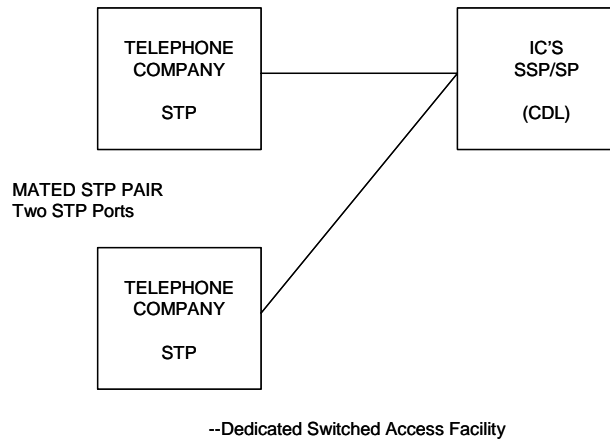 TELEPHONE
COMPANY
STP
IC'S
SSP/SP
(CDL)
MATED STP PAIR
Two STP Ports
TELEPHONE
COMPANY
STP
--Dedicated Switched Access Facility